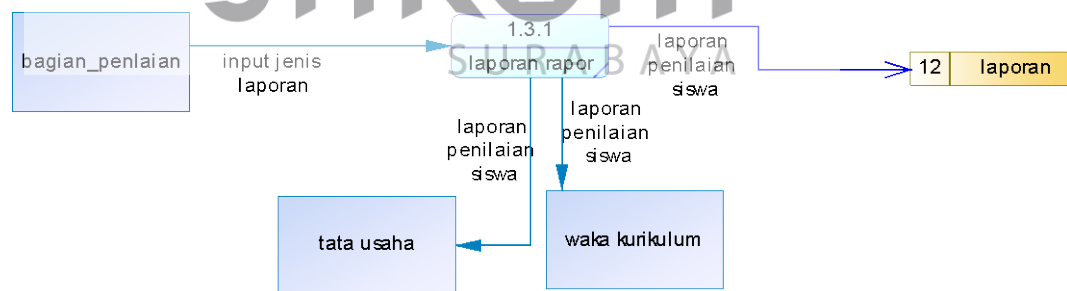 SURABAYA
bagian_penlaian
input jenis
laporan
1.3.1
laporan rapor
laporan
penilaian
siswa
12
laporan
laporan
penilaian
siswa
laporan
penilaian
siswa
tata usaha
waka kurikulum